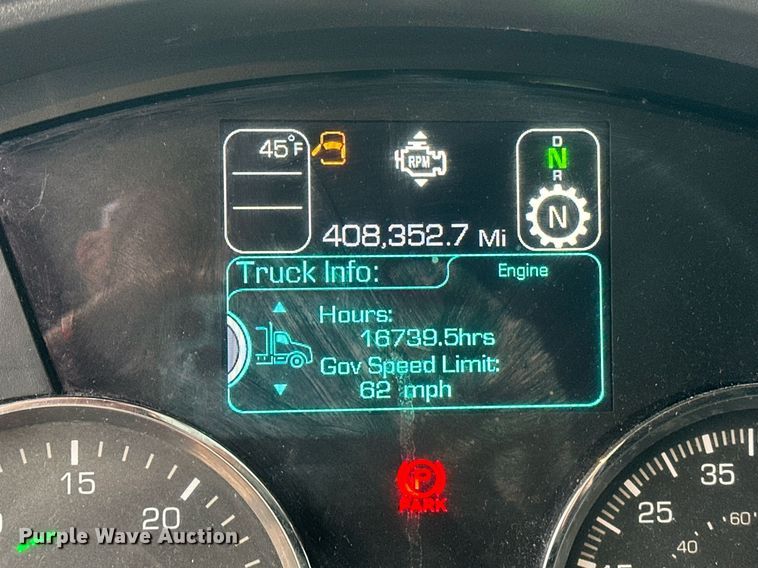 45°F
RPM
D
N
R
N
408,352.7 Mi
Truck Info:
Engine
Hours:
16739.5hrs
Gov Speed Limit:
62 mph
P
PARK
15
20
25
35
40
60
Purple Wave Auction